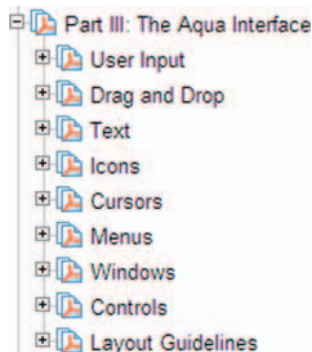 Part III: The Aqua Interface
User Input
Drag and Drop
Text
Icons
Cursors
Menus
Windows
Controls
Layout Guidelines